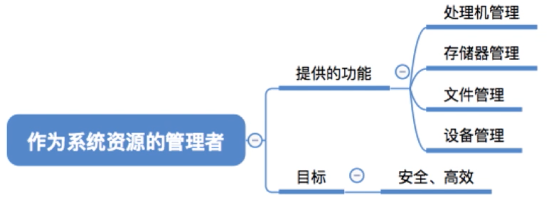 作为系统资源的管理者
提供的功能
处理机管理
存储器管理
文件管理
设备管理
目标
安全、高效